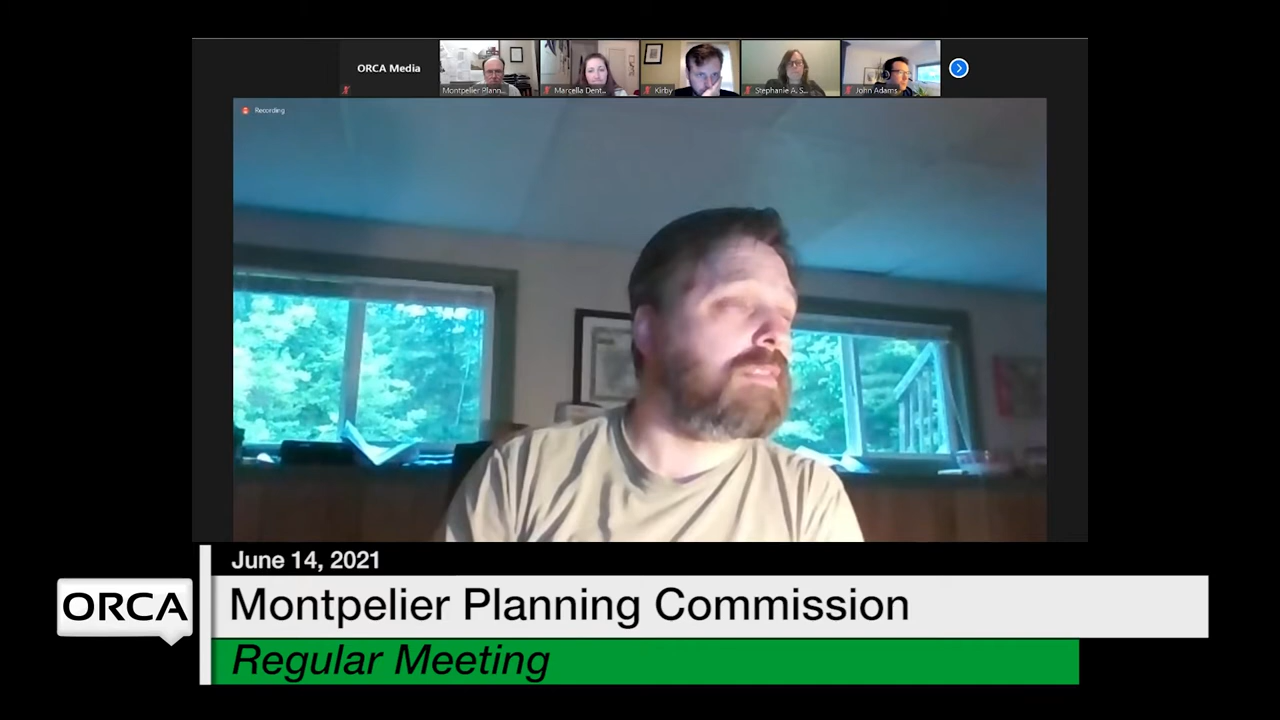 ORCA Media
Montpelier Plann...
Marcella Dent...
Kirby
Stephanie A. S...
John Adams
Recording
June 14, 2021
ORCA
Montpelier Planning Commission
Regular Meeting